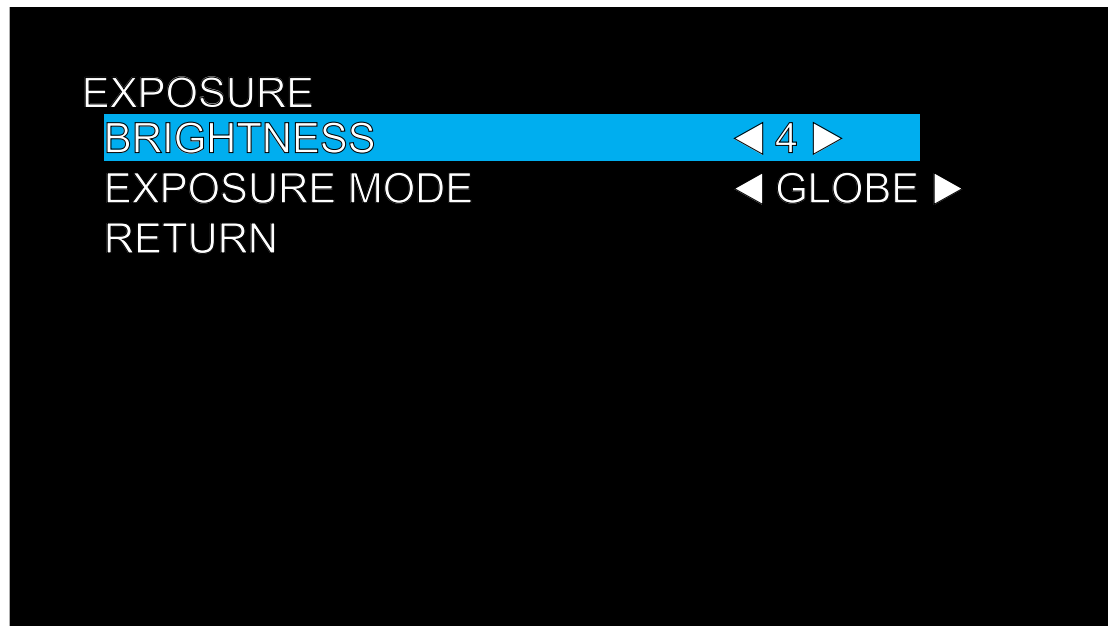 EXPOSURE
BRIGHTNESS ◀ 4 ▶
EXPOSURE MODE ◀ GLOBE ▶
RETURN